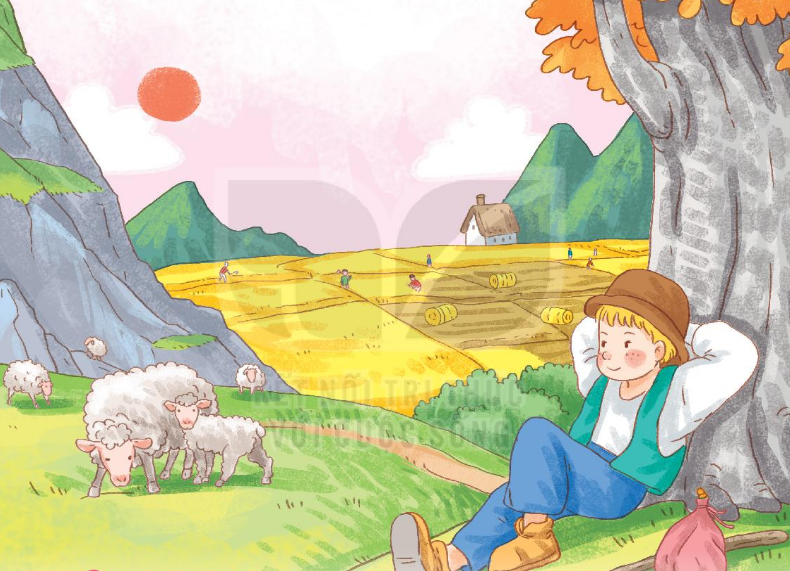 KẾT NỐI TRI THỨC
VỚI CUỘC SỐNG